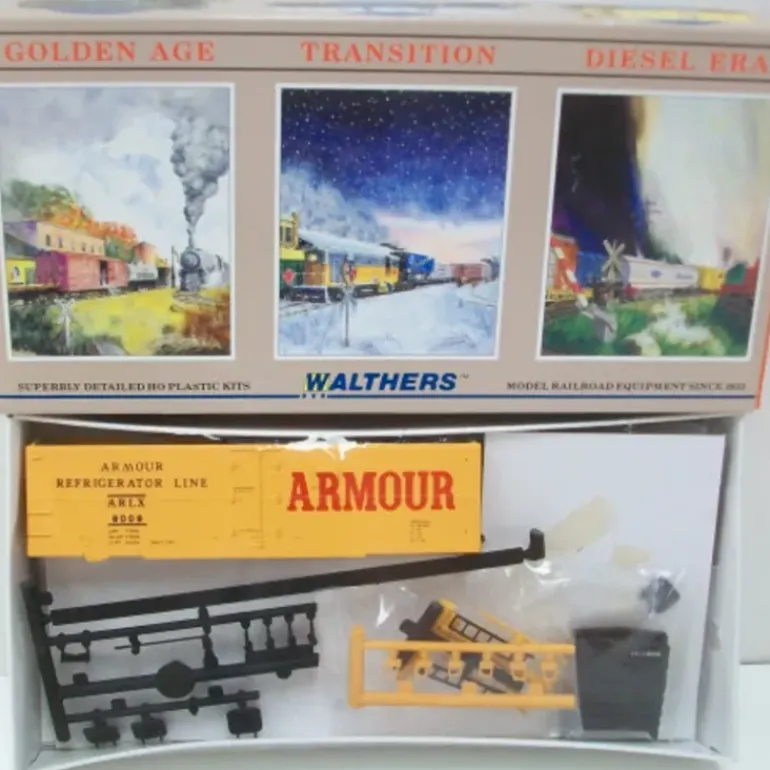 GOLDEN AGE
TRANSITION
DIESEL ERA
SUPERBLY DETAILED HO PLASTIC KITS
WALTHERS™
MODEL RAILROAD EQUIPMENT SINCE 1932
ARMOUR
REFRIGERATOR LINE
ARLX
ARMOUR